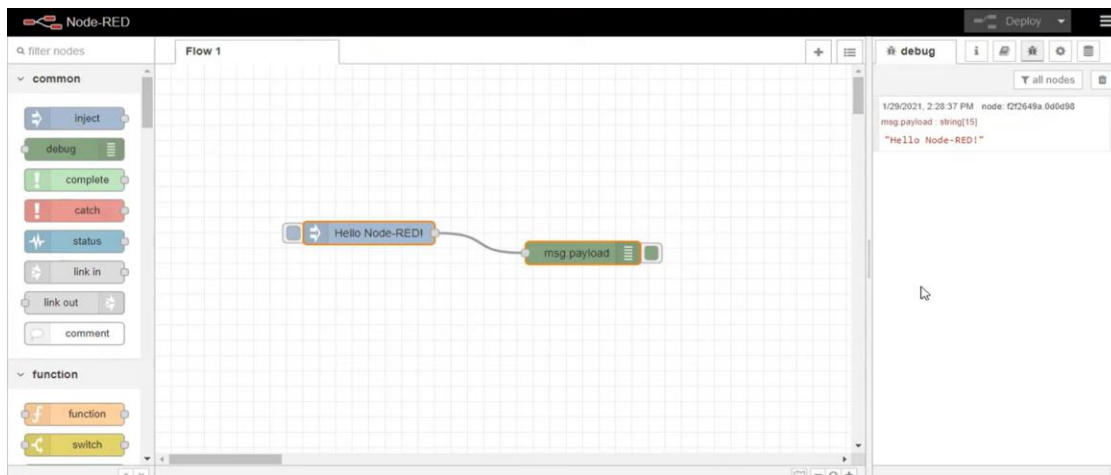 Node-RED
Deploy
filter nodes
Flow 1
debug
i
all nodes
common
inject
debug
complete
catch
status
link in
link out
comment
function
function
switch
Hello Node-RED!
msg.payload
1/29/2021, 2:28:37 PM node: f2f2649a.0d0d98
msg.payload : string[15]
"Hello Node-RED!"